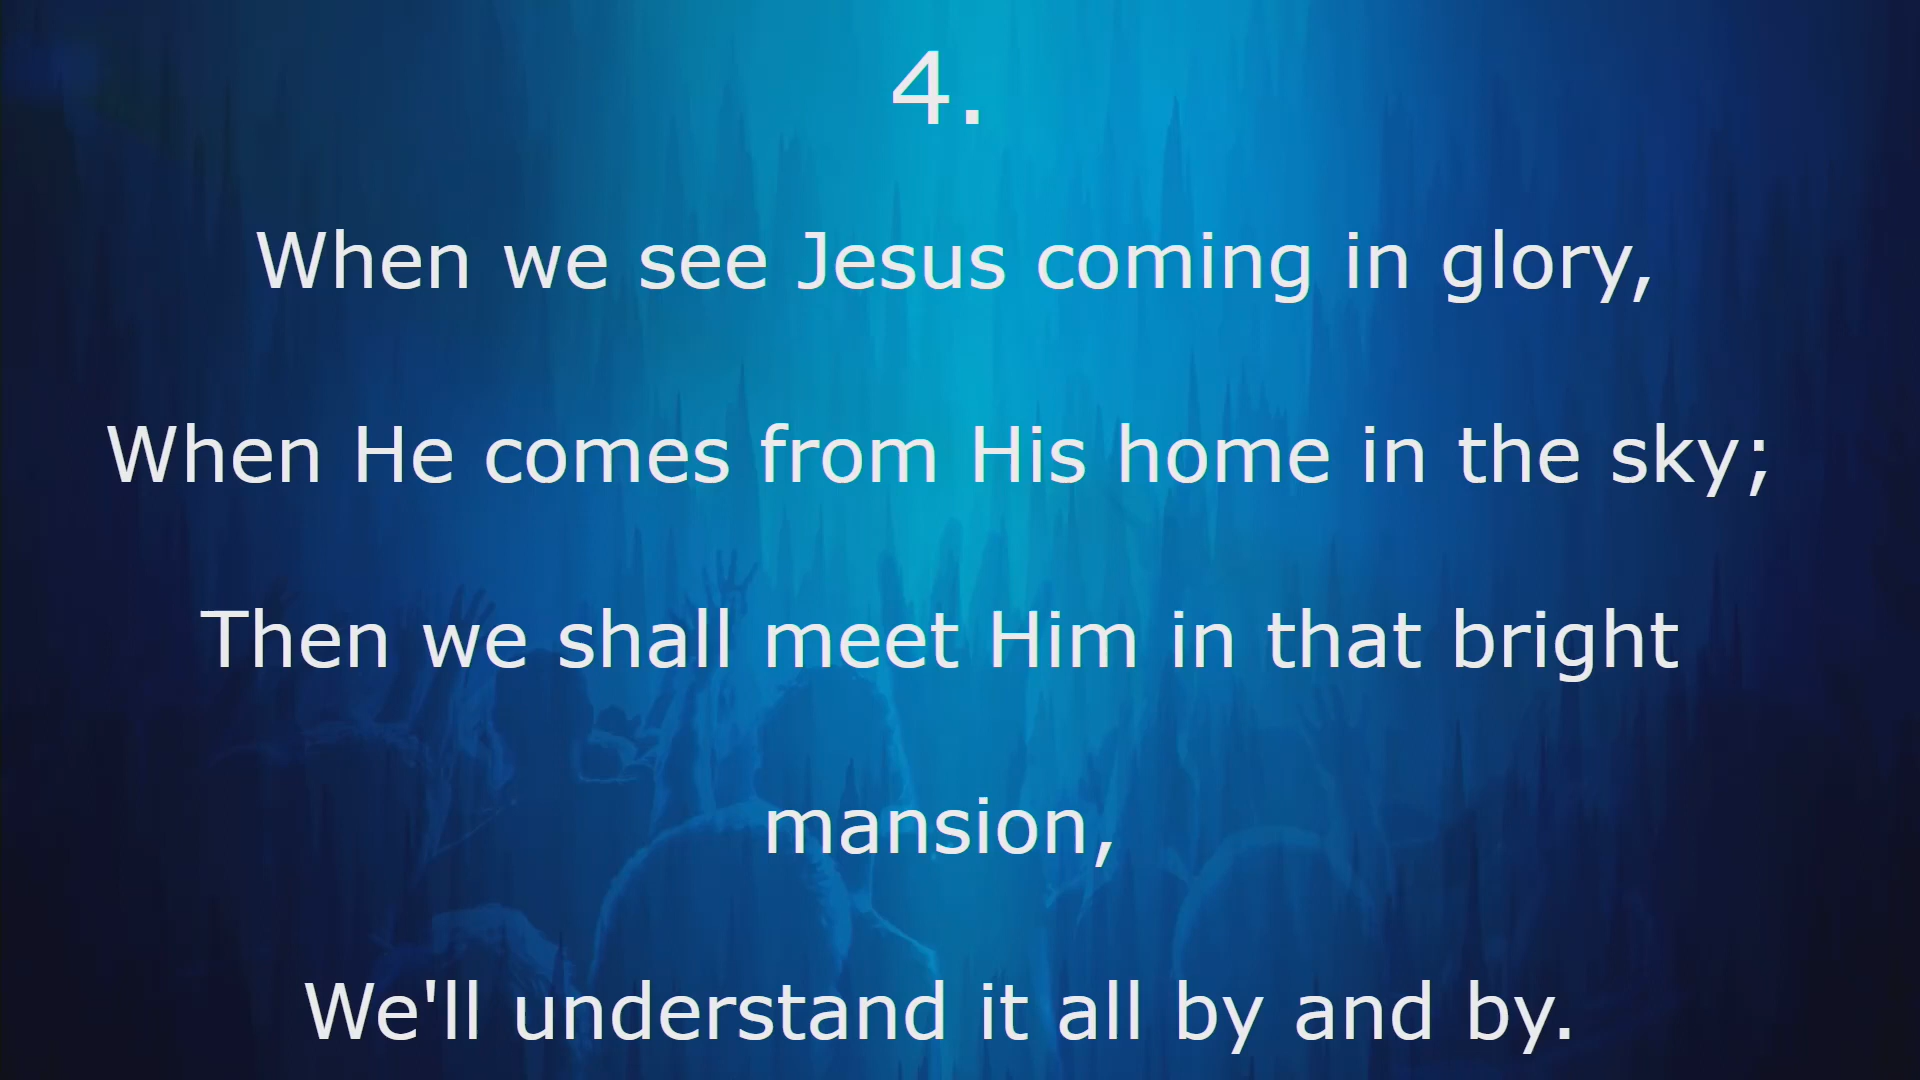 4.
When we see Jesus coming in glory,
When He comes from His home in the sky;
Then we shall meet Him in that bright
mansion,
We'll understand it all by and by.